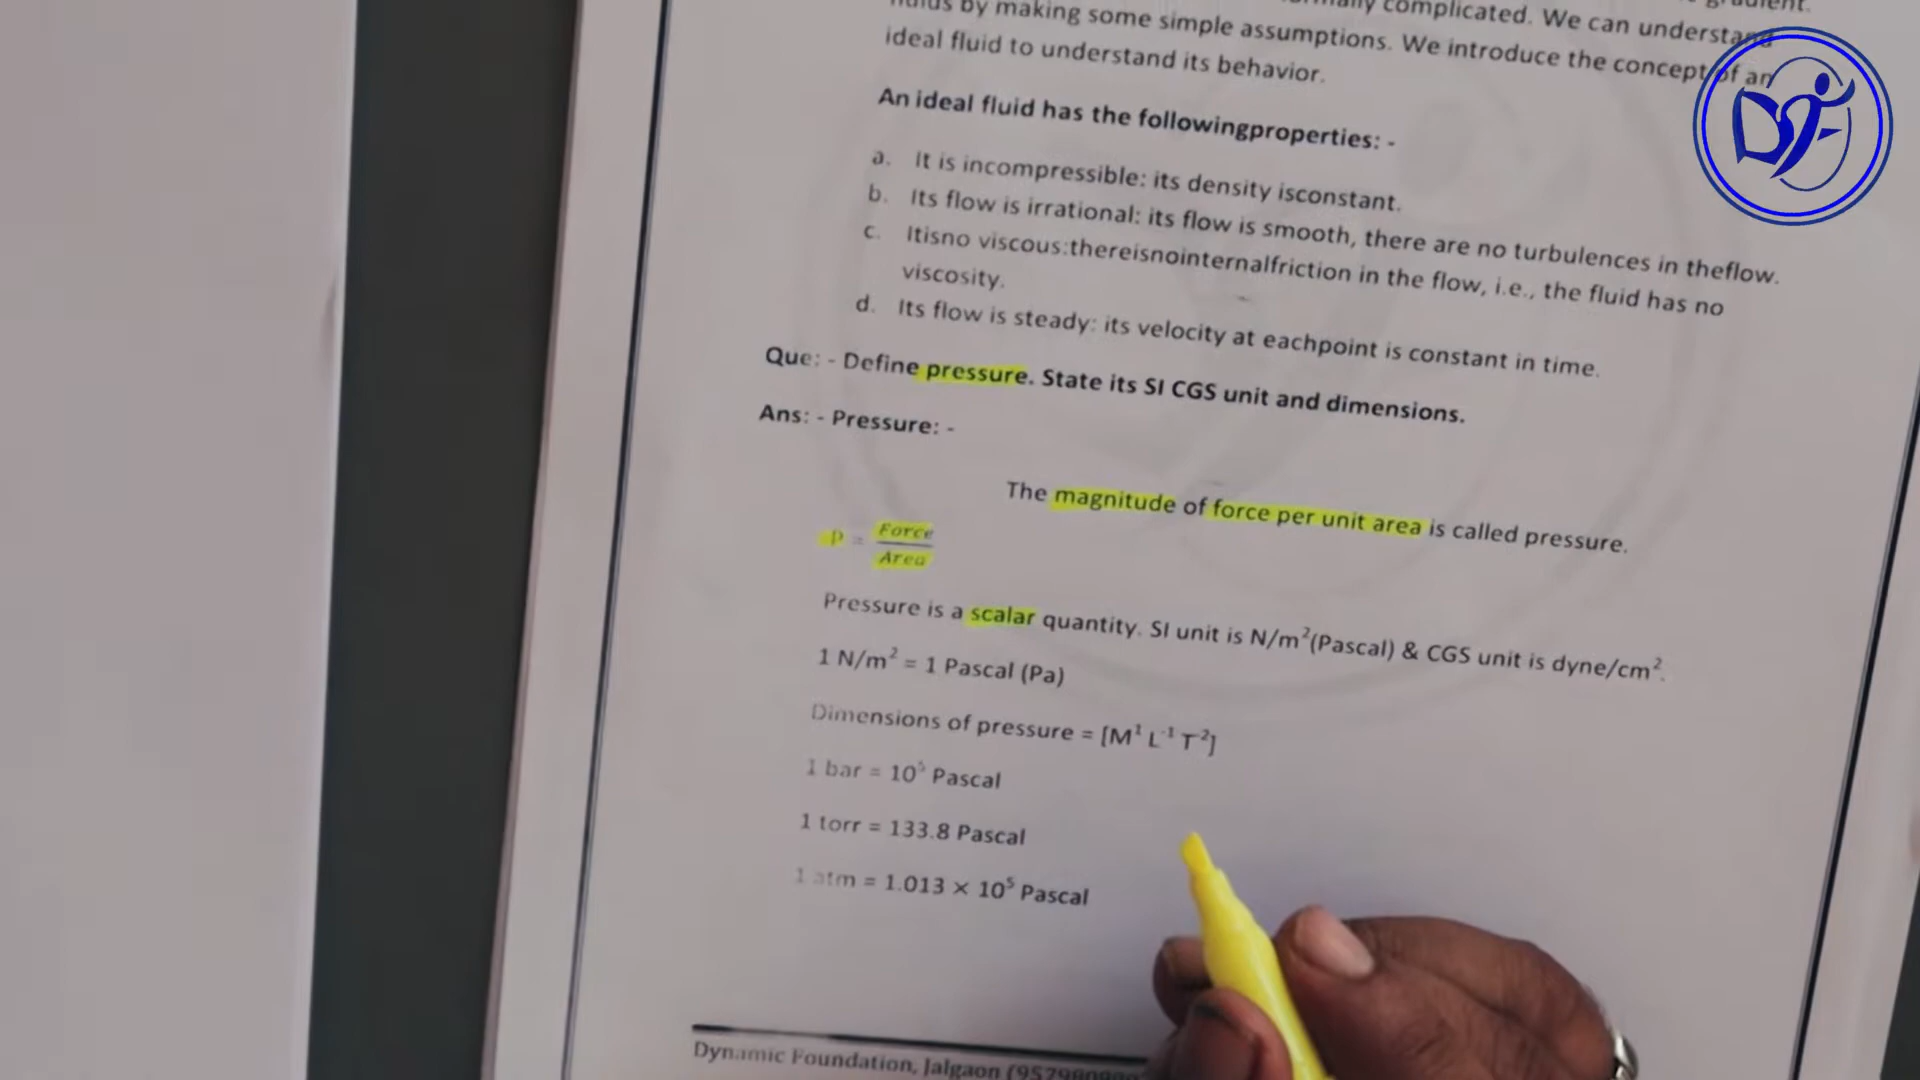 complicated. We can understand
fluids by making some simple assumptions. We introduce the concept of an
ideal fluid to understand its behavior.
An ideal fluid has the followingproperties: -
a. It is incompressible: its density isconstant.
b. Its flow is irrational: its flow is smooth, there are no turbulences in theflow.
c. Itisno viscous:thereisnointernalfriction in the flow, i.e., the fluid has no
viscosity.
d. Its flow is steady: its velocity at eachpoint is constant in time.
Que: - Define pressure. State its SI CGS unit and dimensions.
Ans: - Pressure: -
The magnitude of force per unit area is called pressure.
P = Force / Area
Pressure is a scalar quantity. SI unit is N/m²(Pascal) & CGS unit is dyne/cm².
1 N/m² = 1 Pascal (Pa)
Dimensions of pressure = [M¹ L⁻¹ T⁻²]
1 bar = 10⁵ Pascal
1 torr = 133.8 Pascal
1 atm = 1.013 × 10⁵ Pascal
Dynamic Foundation, Jalgaon